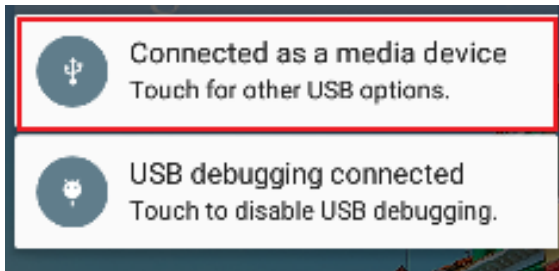 Connected as a media device
Touch for other USB options.
USB debugging connected
Touch to disable USB debugging.